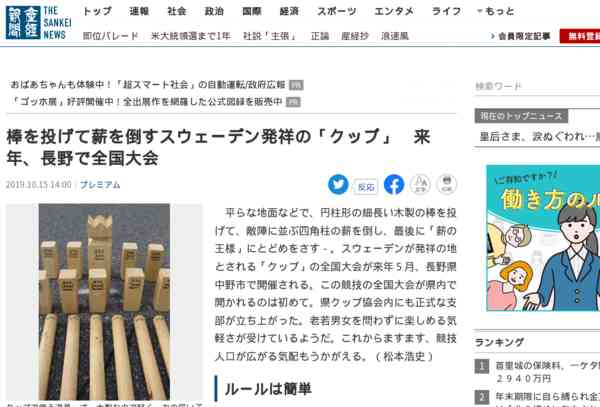 産経
新聞
THE
SANKEI
NEWS
トップ 速報 社会 政治 国際 経済 スポーツ エンタメ ライフ もっと
即位パレード 米大統領選まで1年 社説「主張」 正論 産経抄 浪速風
会員限定記事 無料登録
おばあちゃんも体験中！「超スマート社会」の自動運転/政府広報 PR
「ゴッホ展」好評開催中！全出展作を網羅した公式図録を販売中 PR
検索ワード
現在のトップニュース
皇后さま、涙ぬぐわれ…
棒を投げて薪を倒すスウェーデン発祥の「クッブ」　来
年、長野で全国大会
2019.10.15 14:00 プレミアム
反応
文字
印刷
平らな地面などで、円柱形の細長い木製の棒を投
げて、敵陣に並ぶ四角柱の薪を倒し、最後に「薪の
王様」にとどめをさす‐。スウェーデンが発祥の地
とされる「クッブ」の全国大会が来年５月、長野県
中野市で開催される。この競技の全国大会が県内で
開かれるのは初めて。県クッブ協会内にも正式な支
部が立ち上がった。老若男女を問わずに楽しめる気
軽さが受けているようだ。これからますます、競技
人口が広がる気配もうかがえる。（松本浩史）
ルールは簡単
ご存知ですか？
働き方のル
ランキング
1 首里城の保険料、一ケタ
２９４０万円
2 年末期限に自ら縛られ金